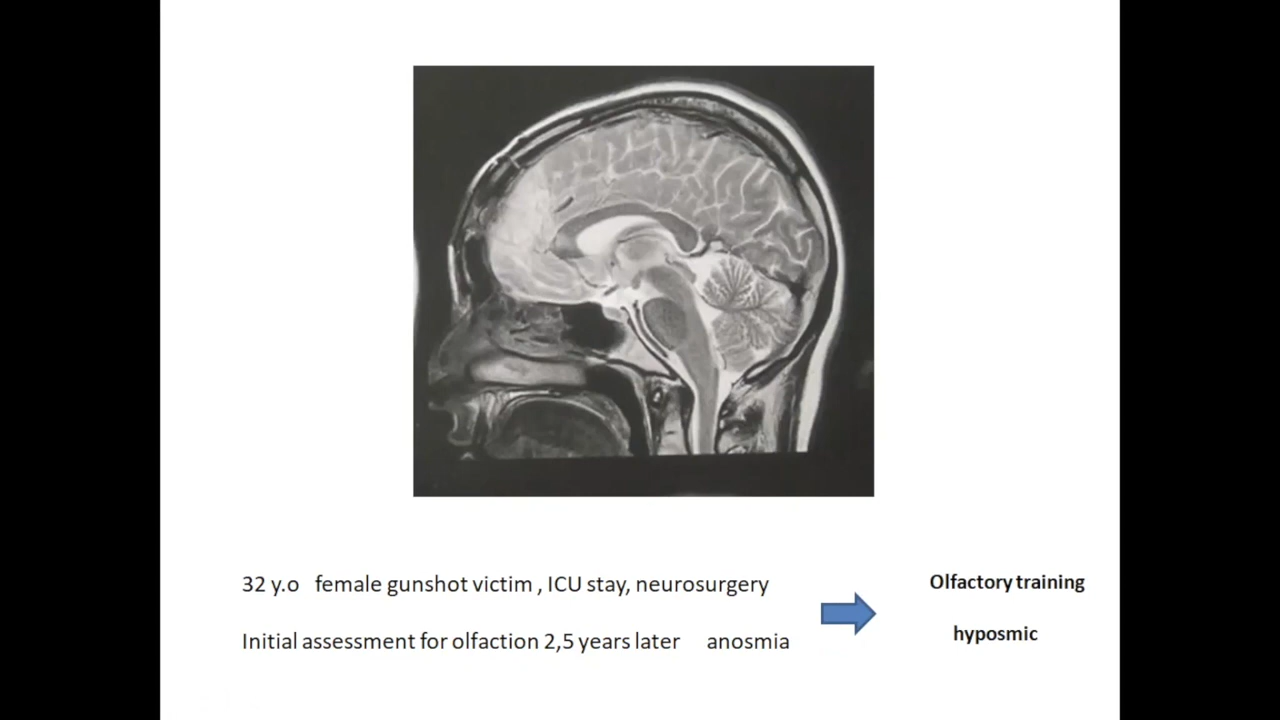 32 y.o female gunshot victim , ICU stay, neurosurgery
Initial assessment for olfaction 2,5 years later anosmia
Olfactory training
hyposmic